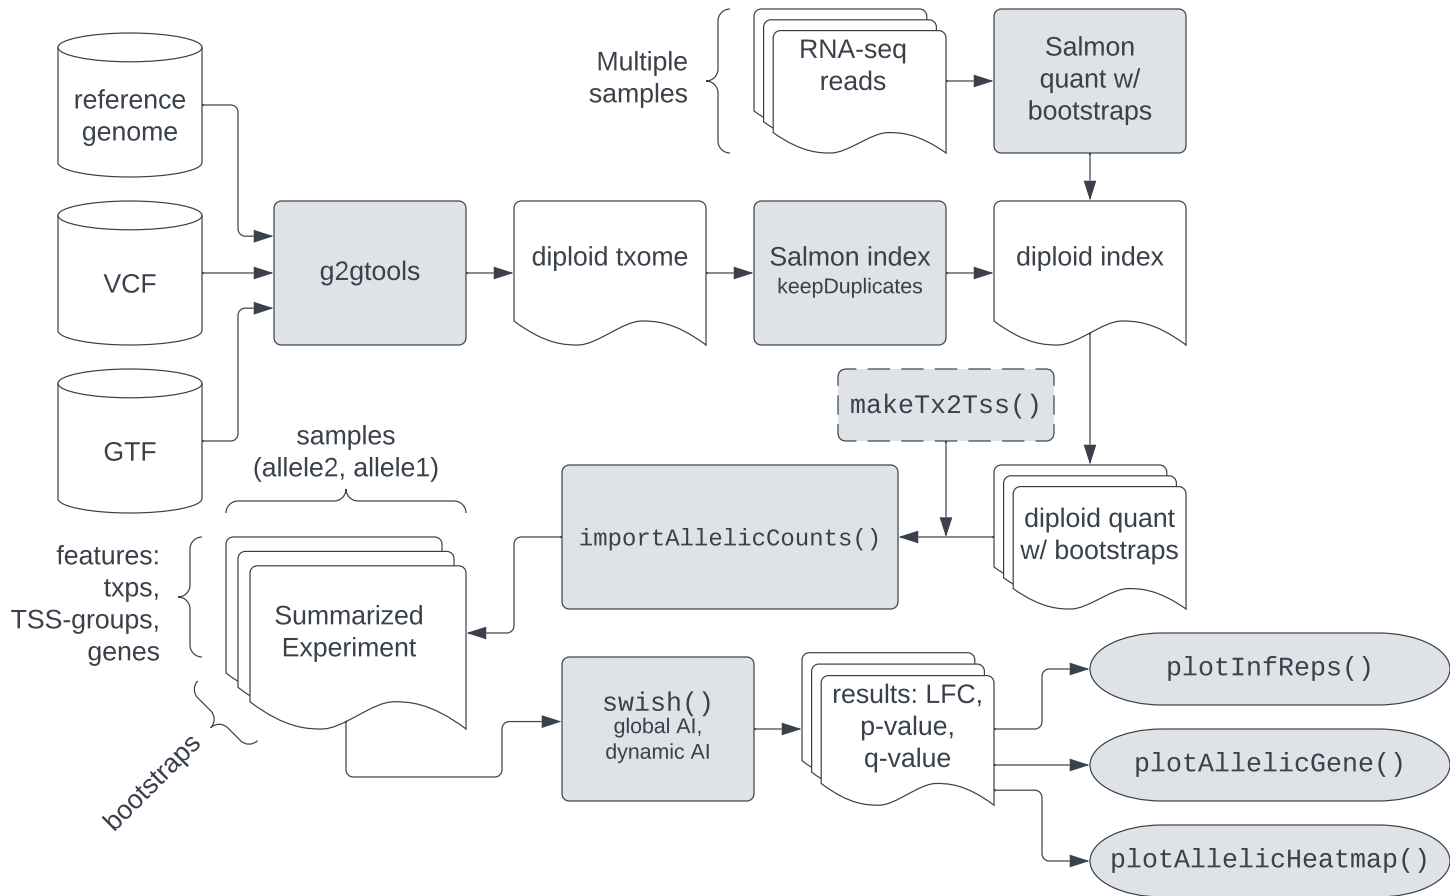 Multiple
samples
RNA-seq
reads
Salmon
quant w/
bootstraps
reference
genome
VCF
GTF
g2gtools
diploid txome
Salmon index
keepDuplicates
diploid index
makeTx2Tss()
samples
(allele2, allele1)
importAllelicCounts()
diploid quant
w/ bootstraps
features:
txps,
TSS-groups,
genes
Summarized
Experiment
bootstraps
swish()
global AI,
dynamic AI
results: LFC,
p-value,
q-value
plotInfReps()
plotAllelicGene()
plotAllelicHeatmap()